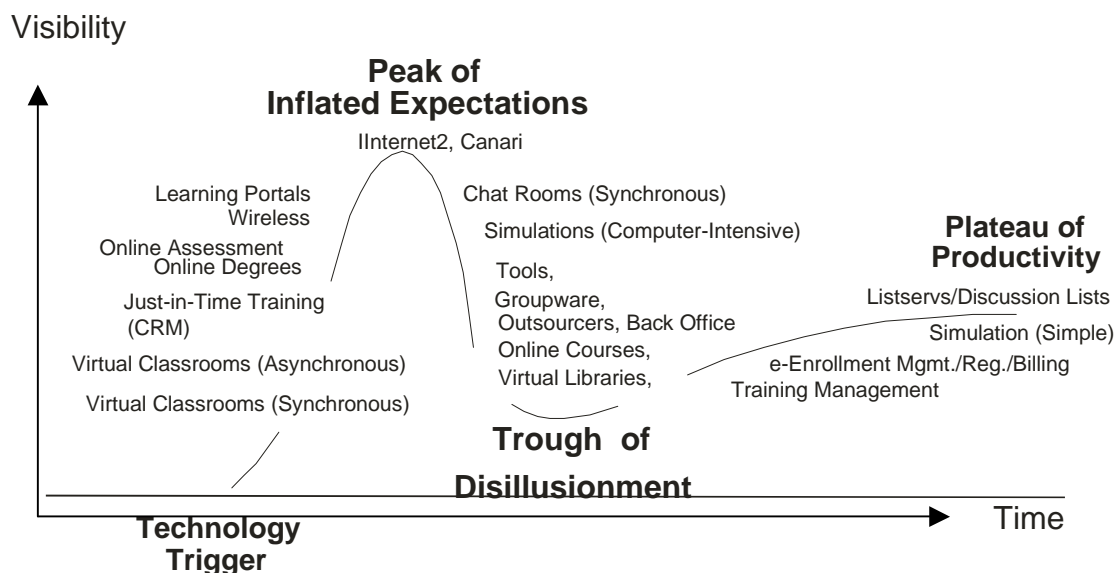 Visibility
Peak of
Inflated Expectations
IInternet2, Canari
Learning Portals
Wireless
Online Assessment
Online Degrees
Just-in-Time Training
(CRM)
Virtual Classrooms (Asynchronous)
Virtual Classrooms (Synchronous)
Chat Rooms (Synchronous)
Simulations (Computer-Intensive)
Tools,
Groupware,
Outsourcers, Back Office
Online Courses,
Virtual Libraries,
Trough of
Disillusionment
Plateau of
Productivity
Listservs/Discussion Lists
Simulation (Simple)
e-Enrollment Mgmt./Reg./Billing
Training Management
Technology
Trigger
Time